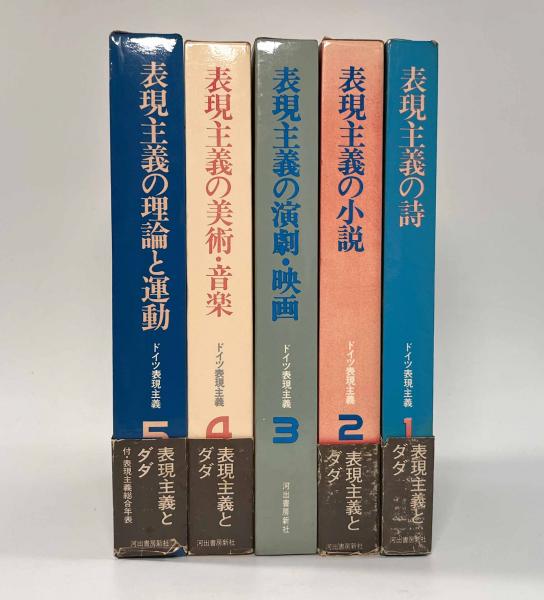 表現主義の理論と運動
ドイツ表現主義
5
表現主義と
ダダ
付・表現主義総合年表
河出書房新社
表現主義の美術・音楽
ドイツ表現主義
4
表現主義と
ダダ
河出書房新社
表現主義の演劇・映画
ドイツ表現主義
3
河出書房新社
表現主義の小説
ドイツ表現主義
2
表現主義と
ダダ
河出書房新社
表現主義の詩
ドイツ表現主義
1
表現主義と
ダダ
河出書房新社